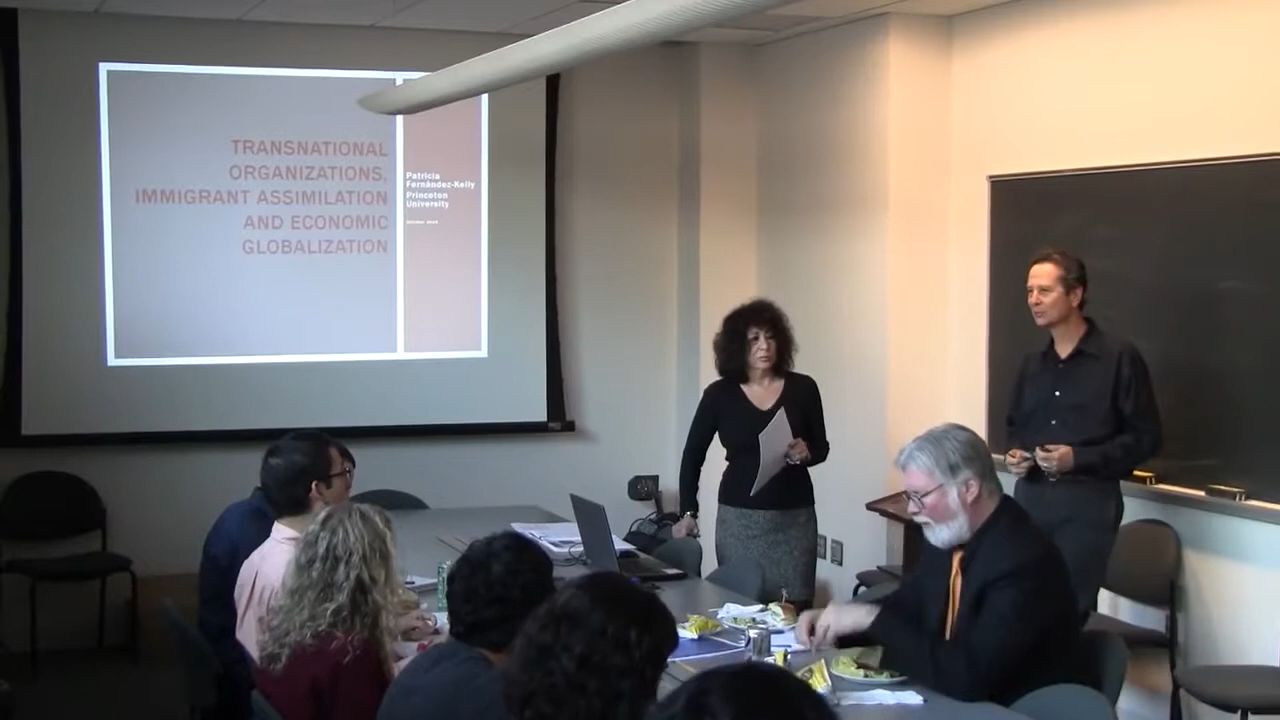 TRANSNATIONAL
ORGANIZATIONS,
IMMIGRANT ASSIMILATION
AND ECONOMIC
GLOBALIZATION
Patricia
Fernández-Kelly
Princeton
University